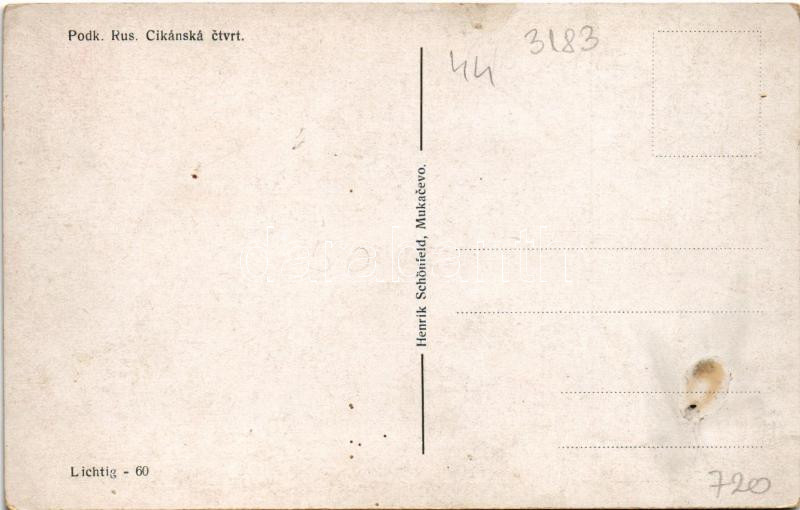 Podk. Rus. Cikánská čtvrt.
44
3183
Henrik Schönfeld, Mukačevo.
Lichtig - 60
720